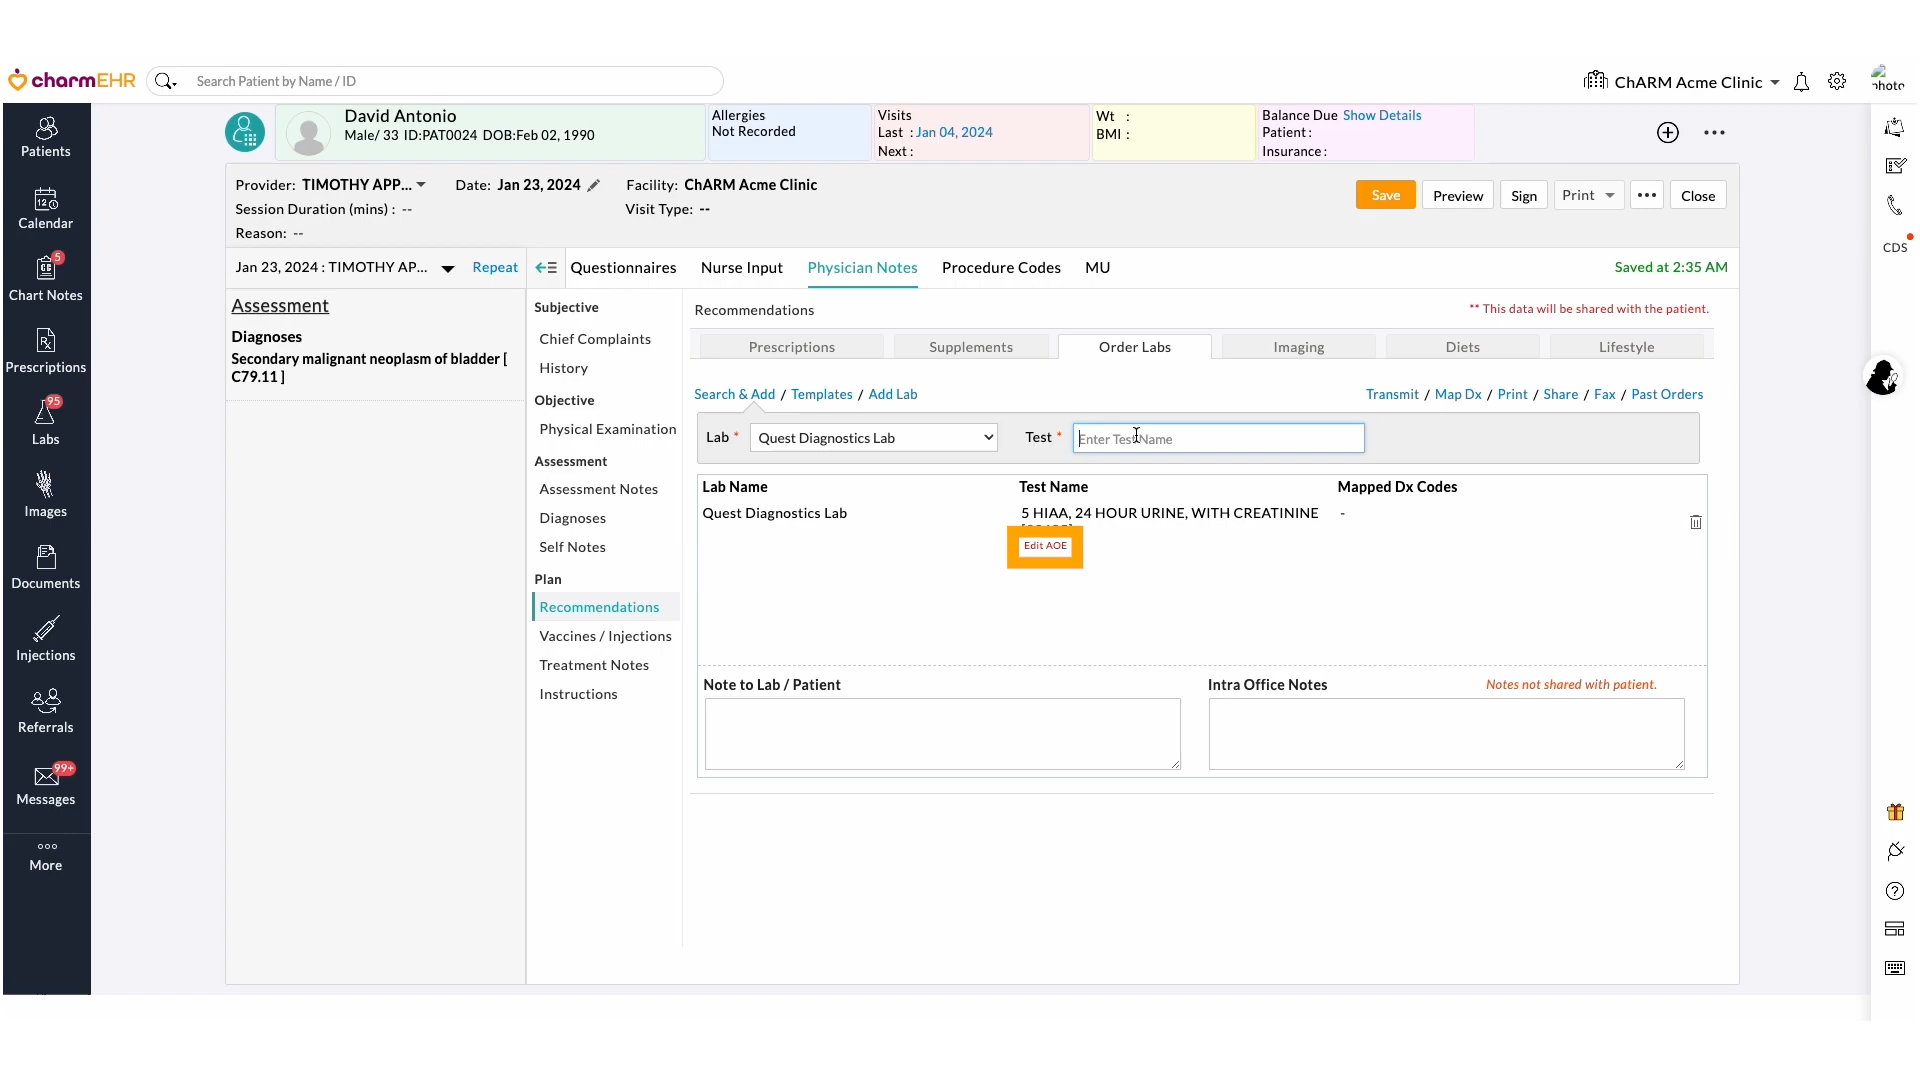 charmEHR
Search Patient by Name / ID
ChARM Acme Clinic
photo
Patients
Calendar
5
Chart Notes
Prescriptions
95
Labs
Images
Documents
Injections
Referrals
99+
Messages
More
David Antonio
Male/ 33 ID:PAT0024 DOB:Feb 02, 1990
Allergies
Not Recorded
Visits
Last : Jan 04, 2024
Next :
Wt :
BMI :
Balance Due Show Details
Patient :
Insurance :
Provider: TIMOTHY APP... Date: Jan 23, 2024 Facility: ChARM Acme Clinic
Session Duration (mins) : -- Visit Type: --
Reason: --
Save Preview Sign Print Close
CDS
Jan 23, 2024 : TIMOTHY AP... Repeat
Questionnaires Nurse Input Physician Notes Procedure Codes MU
Saved at 2:35 AM
Assessment
Diagnoses
Secondary malignant neoplasm of bladder [
C79.11 ]
Subjective
Chief Complaints
History
Objective
Physical Examination
Assessment
Assessment Notes
Diagnoses
Self Notes
Plan
Recommendations
Vaccines / Injections
Treatment Notes
Instructions
Recommendations
** This data will be shared with the patient.
Prescriptions Supplements Order Labs Imaging Diets Lifestyle
Search & Add / Templates / Add Lab
Transmit / Map Dx / Print / Share / Fax / Past Orders
Lab * Quest Diagnostics Lab Test * Enter Test Name
Lab Name Test Name Mapped Dx Codes
Quest Diagnostics Lab 5 HIAA, 24 HOUR URINE, WITH CREATININE -
Edit AOE
Note to Lab / Patient
Intra Office Notes Notes not shared with patient.